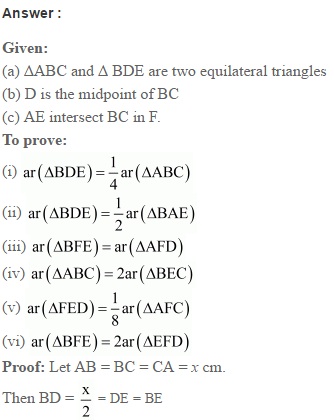 Answer :
Given:
(a) ΔABC and Δ BDE are two equilateral triangles
(b) D is the midpoint of BC
(c) AE intersect BC in F.
To prove:
(i) ar(ΔBDE) = 1/4 ar(ΔABC)
(ii) ar(ΔBDE) = 1/2 ar(ΔBAE)
(iii) ar(ΔBFE) = ar(ΔAFD)
(iv) ar(ΔABC) = 2ar(ΔBEC)
(v) ar(ΔFED) = 1/8 ar(ΔAFC)
(vi) ar(ΔBFE) = 2ar(ΔEFD)
Proof: Let AB = BC = CA = x cm.
Then BD = x/2 = DE = BE